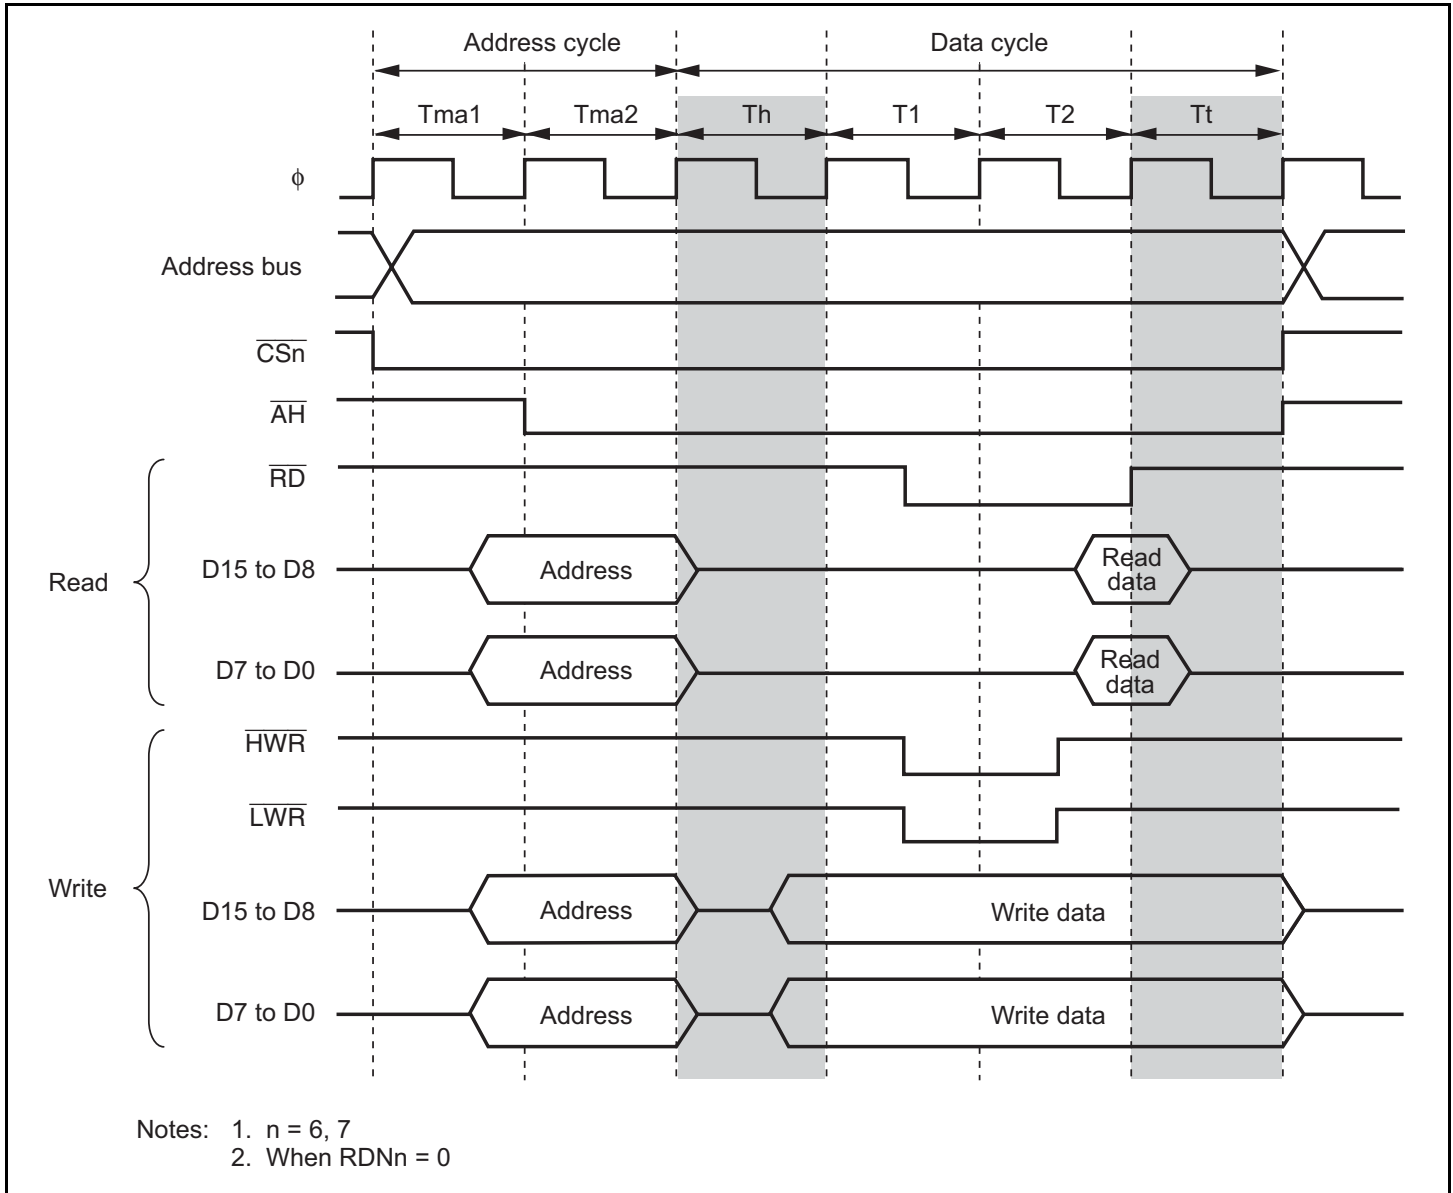 Address cycle Data cycle
Tma1 Tma2 Th T1 T2 Tt
ϕ
Address bus
CSn
AH
RD
Read
D15 to D8 Address Read data
D7 to D0 Address Read data
HWR
LWR
Write
D15 to D8 Address Write data
D7 to D0 Address Write data
Notes: 1. n = 6, 7
2. When RDNn = 0